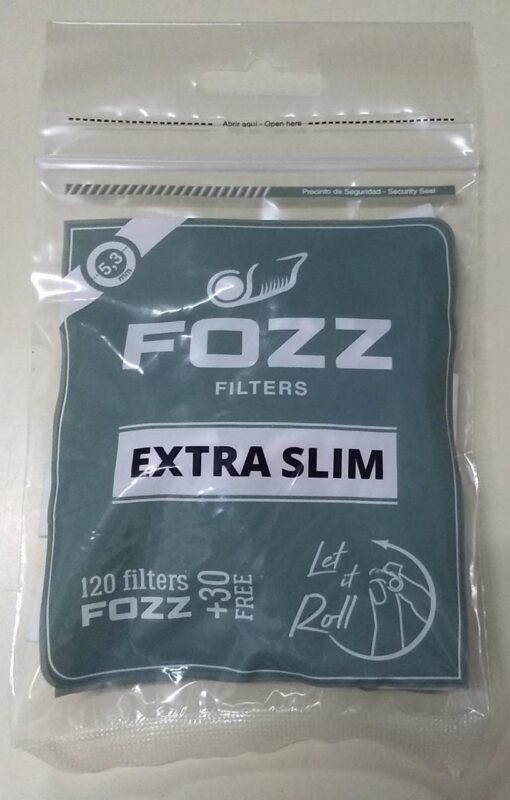 Abrir aquí - Open here
Precinto de Seguridad - Security Seal
5,3
mm
FOZZ
FILTERS
EXTRA SLIM
120 filters
FOZZ
+30
FREE
Let
it
Roll